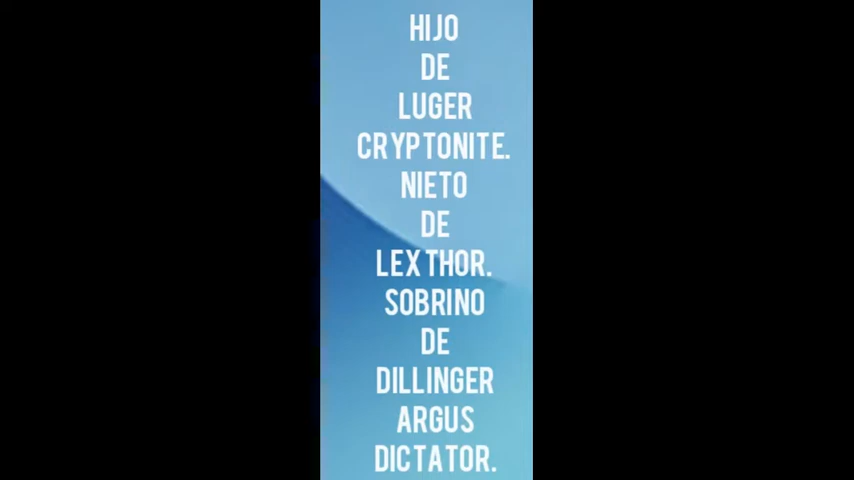 HIJO
DE
LUGER
CRYPTONITE.
NIETO
DE
LEX THOR.
SOBRINO
DE
DILLINGER
ARGUS
DICTATOR.